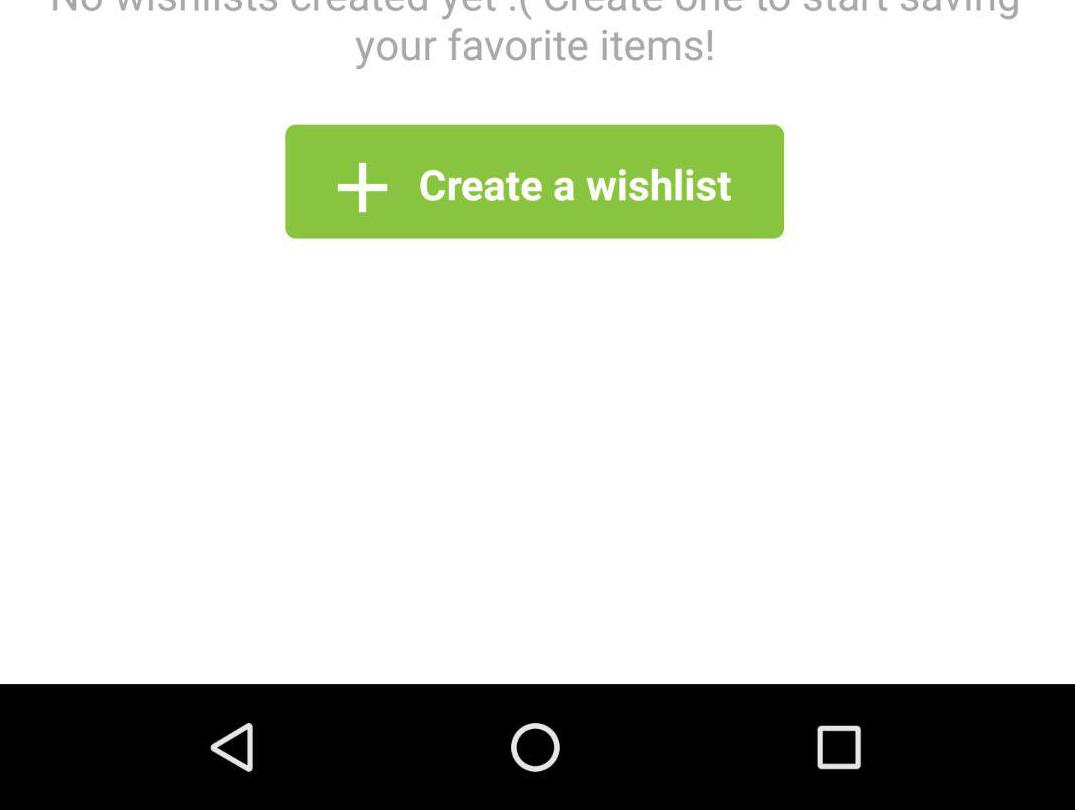 No wishlists created yet :( Create one to start saving
your favorite items!
Create a wishlist